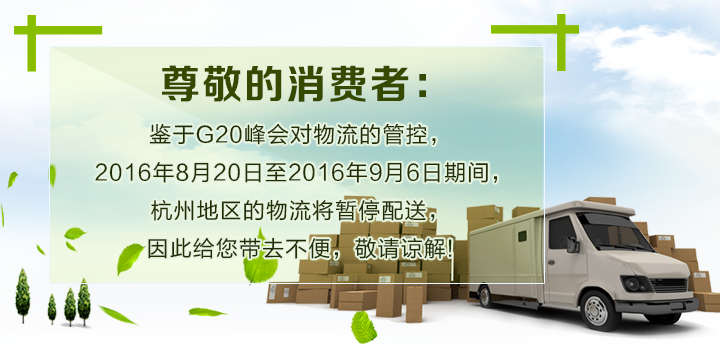 尊敬的消费者：
鉴于G20峰会对物流的管控，
2016年8月20日至2016年9月6日期间，
杭州地区的物流将暂停配送，
因此给您带去不便，敬请谅解!